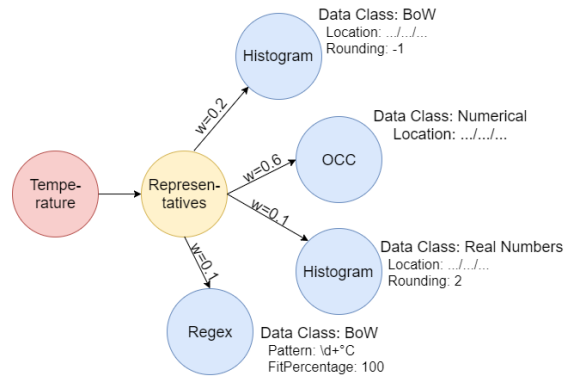 Data Class: BoW
Location: .../.../...
Rounding: -1
Histogram
w=0.2
Data Class: Numerical
Location: .../.../...
OCC
w=0.6
Tempe-
rature
Represen-
tatives
w=0.1
Data Class: Real Numbers
Location: .../.../...
Rounding: 2
Histogram
w=0.1
Regex
Data Class: BoW
Pattern: \d+°C
FitPercentage: 100